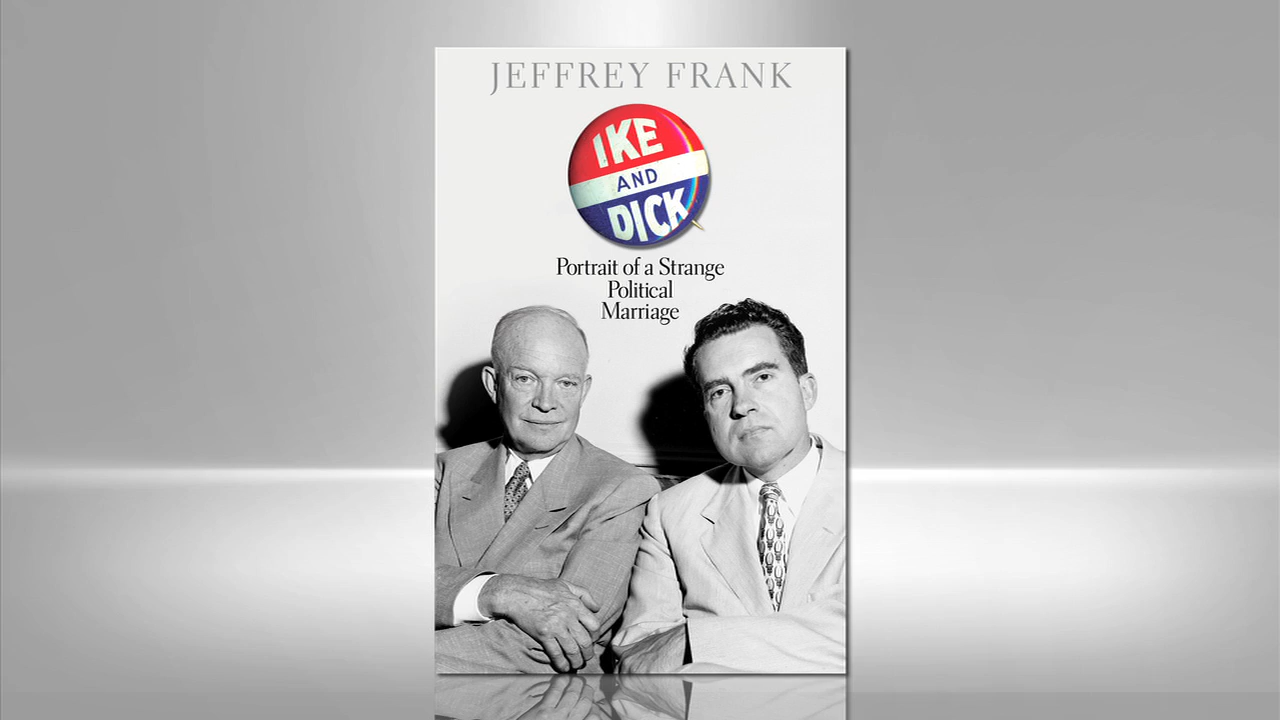 JEFFREY FRANK
IKE
AND
DICK
Portrait of a Strange
Political
Marriage